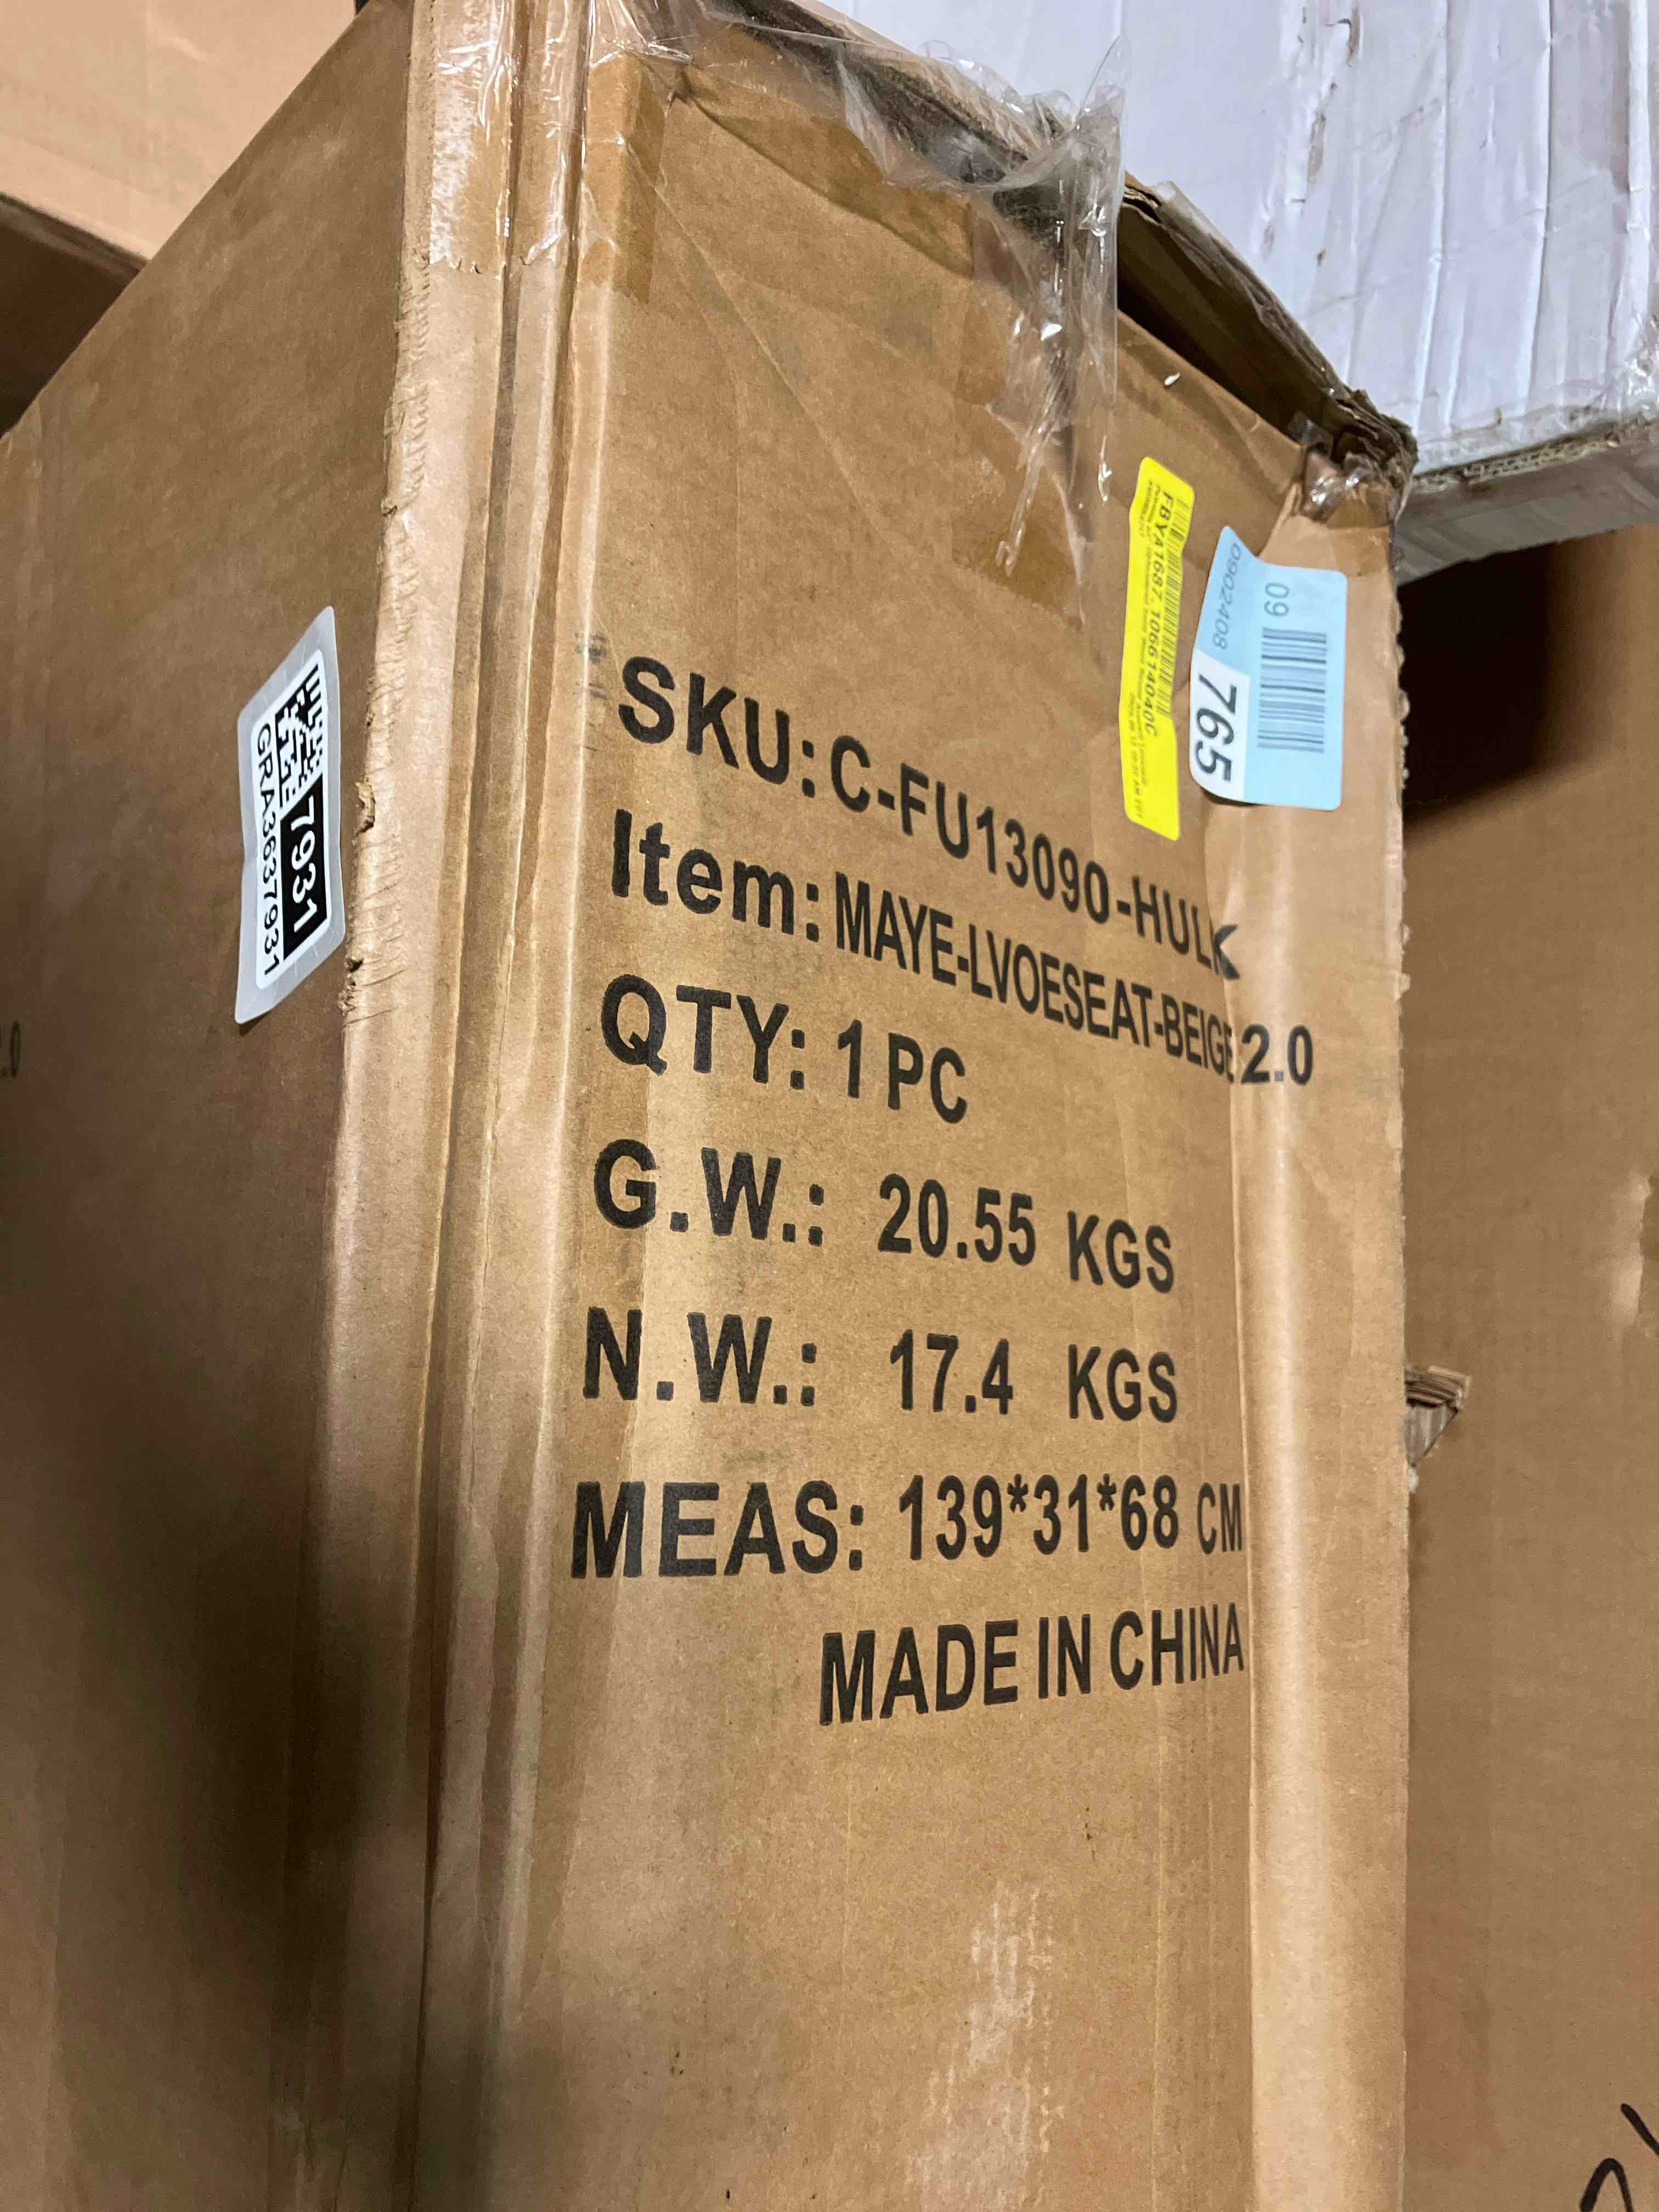 SKU: C-FU13090-HULK
Item: MAYE-LVOESEAT-BEIGE 2.0
QTY: 1 PC
G.W.: 20.55 KGS
N.W.: 17.4 KGS
MEAS: 139*31*68 CM
MADE IN CHINA
7931
GRA3637931
09
0902408
765
.0